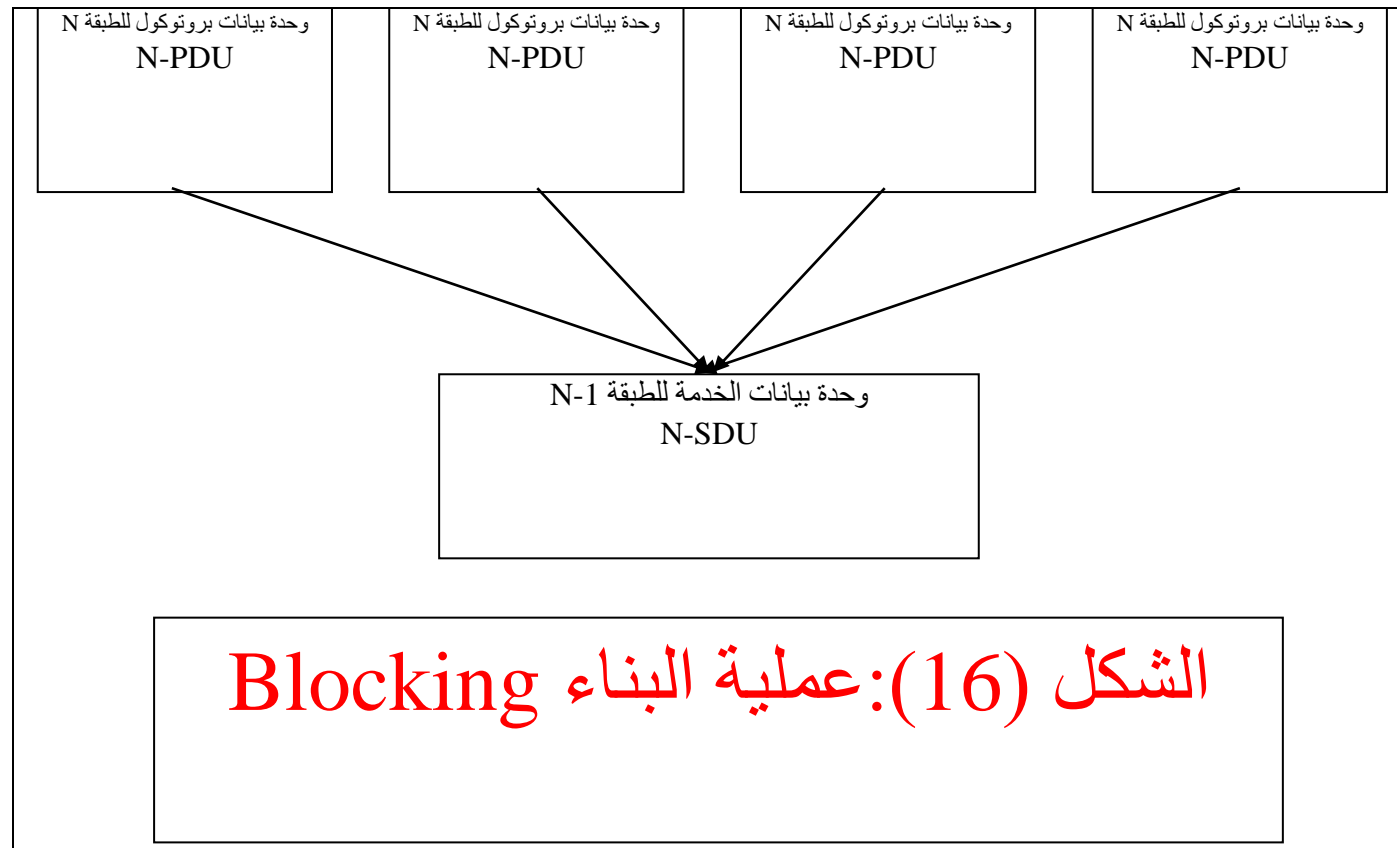 وحدة بيانات بروتوكول للطبقة N
N-PDU
وحدة بيانات بروتوكول للطبقة N
N-PDU
وحدة بيانات بروتوكول للطبقة N
N-PDU
وحدة بيانات بروتوكول للطبقة N
N-PDU
وحدة بيانات الخدمة للطبقة N-1
N-SDU
الشكل (16):عملية البناء Blocking